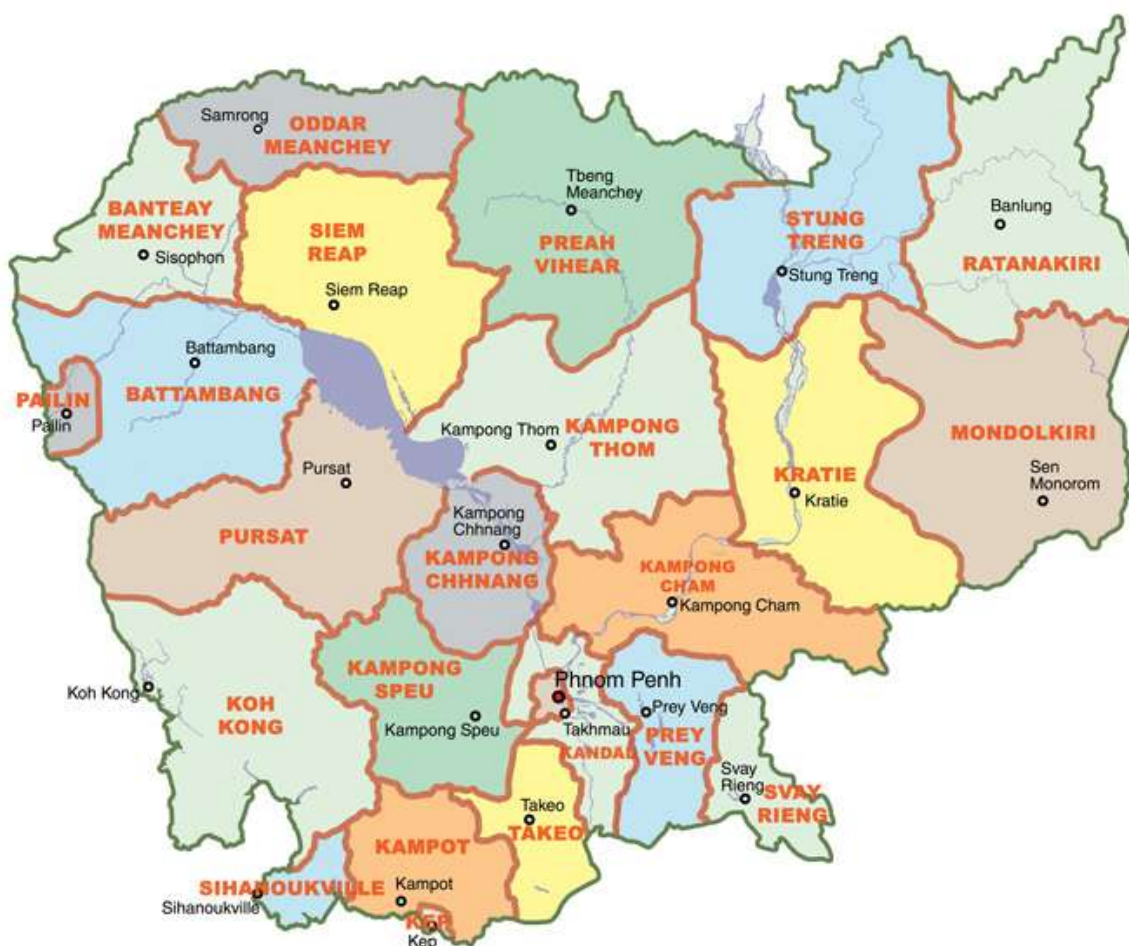 Samrong
ODDAR
MEANCHEY
Tbeng
Meanchey
BANTEAY
MEANCHEY
Sisophon
SIEM
REAP
Siem Reap
PREAH
VIHEAR
STUNG
TRENG
Stung Treng
Banlung
RATANAKIRI
Battambang
BATTAMBANG
PAILIN
Pailin
Kampong Thom
KAMPONG
THOM
KRATIE
Kratie
MONDOLKIRI
Sen
Monorom
Pursat
PURSAT
Kampong
Chhnang
KAMPONG
CHHNANG
KAMPONG
CHAM
Kampong Cham
Koh Kong
KOH
KONG
KAMPONG
SPEU
Kampong Speu
Phnom Penh
Takhmau
KANDAL
Prey Veng
PREY
VENG
Svay
Rieng
SVAY
RIENG
Takeo
TAKEO
KAMPOT
Kampot
SIHANOUKVILLE
Sihanoukville
KEP
Kep